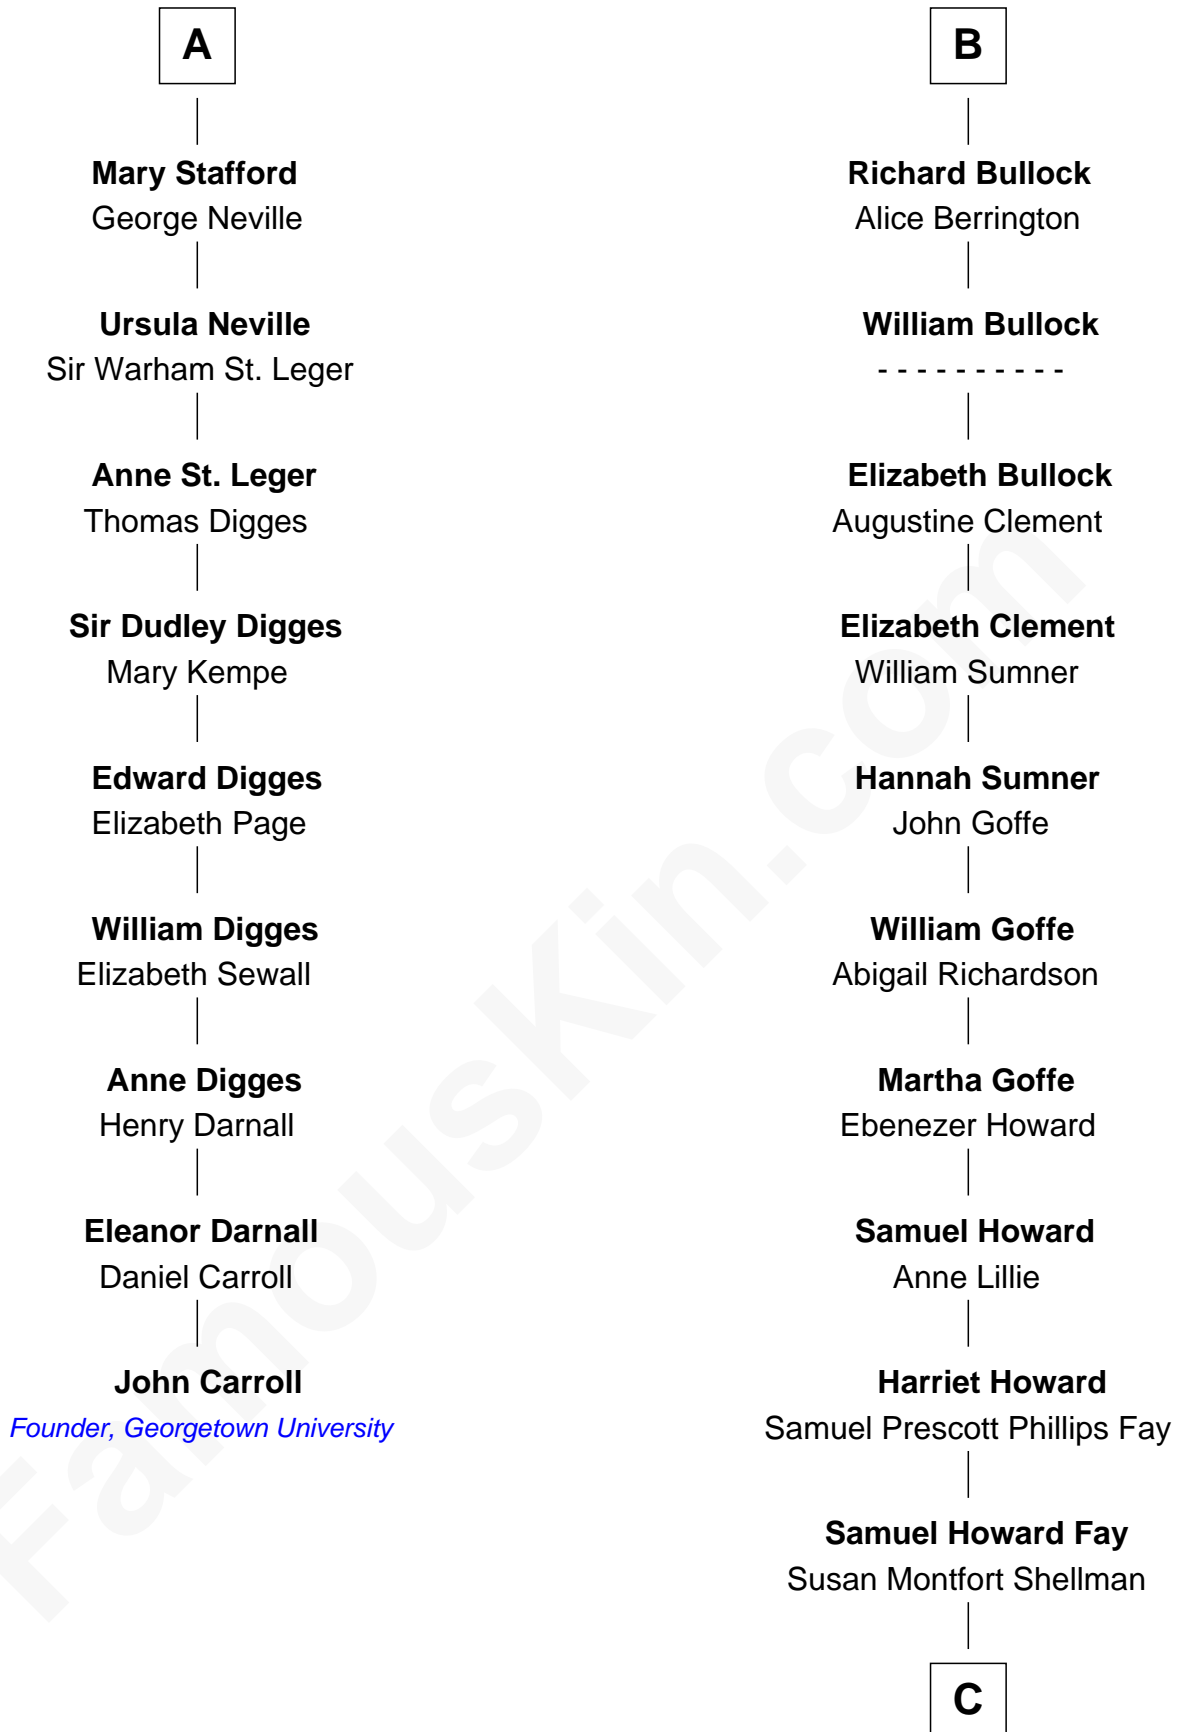 A
Mary Stafford
George Neville
Ursula Neville
Sir Warham St. Leger
Anne St. Leger
Thomas Digges
Sir Dudley Digges
Mary Kempe
Edward Digges
Elizabeth Page
William Digges
Elizabeth Sewall
Anne Digges
Henry Darnall
Eleanor Darnall
Daniel Carroll
John Carroll
Founder, Georgetown University
B
Richard Bullock
Alice Berrington
William Bullock
- - - - - - - - - -
Elizabeth Bullock
Augustine Clement
Elizabeth Clement
William Sumner
Hannah Sumner
John Goffe
William Goffe
Abigail Richardson
Martha Goffe
Ebenezer Howard
Samuel Howard
Anne Lillie
Harriet Howard
Samuel Prescott Phillips Fay
Samuel Howard Fay
Susan Montfort Shellman
C
FamousKin.com